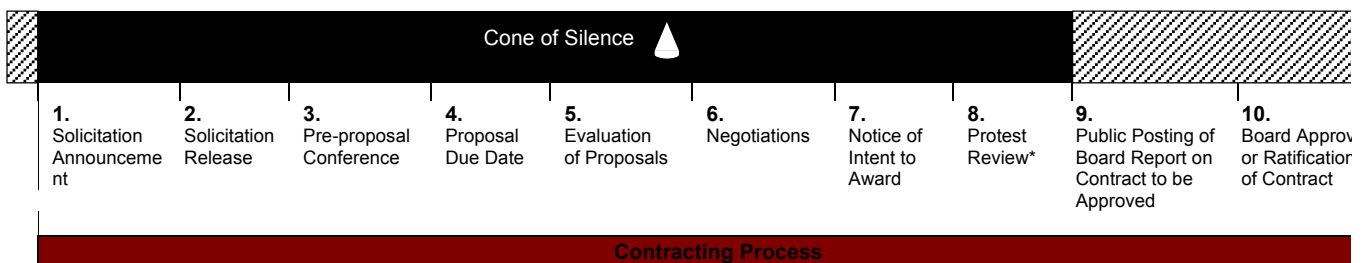 Cone of Silence
1.
Solicitation
Announceme
nt
2.
Solicitation
Release
3.
Pre-proposal
Conference
4.
Proposal
Due Date
5.
Evaluation
of Proposals
6.
Negotiations
7.
Notice of
Intent to
Award
8.
Protest
Review*
9.
Public Posting of
Board Report on
Contract to be
Approved
10.
Board Approv
or Ratification
of Contract
Contracting Process